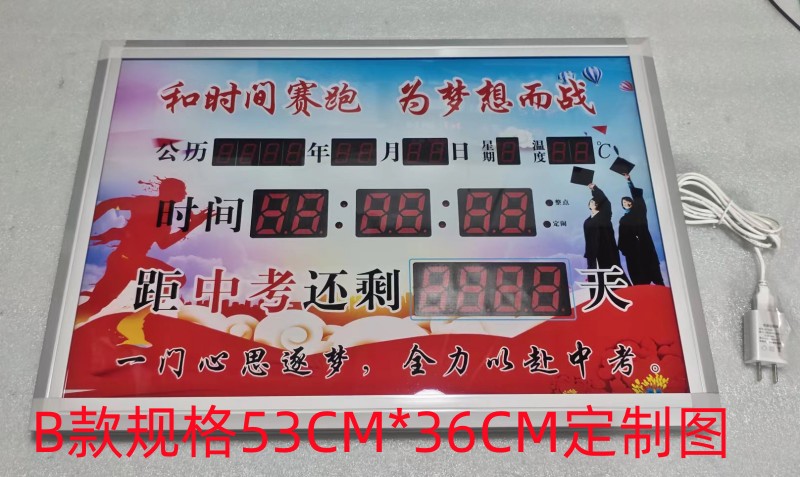 和时间赛跑 为梦想而战
公历 年 月 日 星期 温度 ℃
时间 : : 整点
定闹
距中考还剩 天
一门心思逐梦，全力以赴中考。
B款规格53CM*36CM定制图